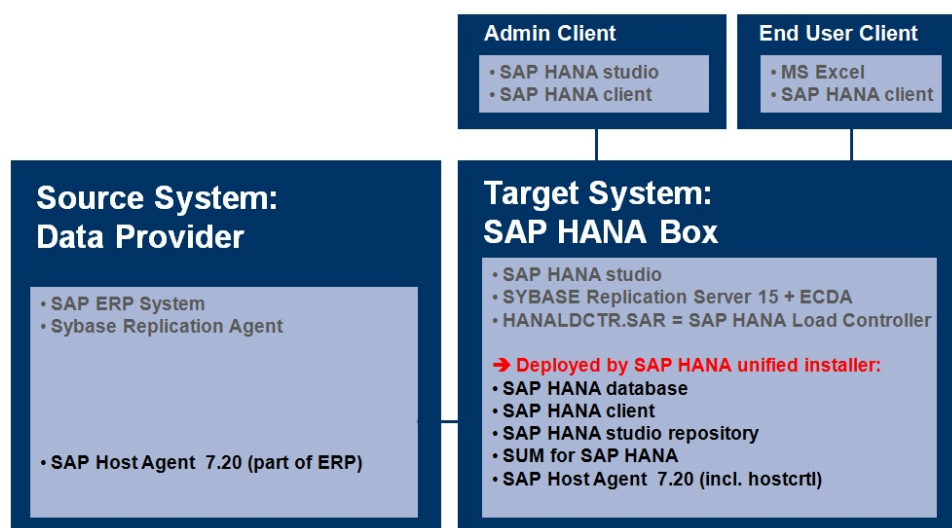 Admin Client
• SAP HANA studio
• SAP HANA client
End User Client
• MS Excel
• SAP HANA client
Source System:
Data Provider
• SAP ERP System
• Sybase Replication Agent
• SAP Host Agent 7.20 (part of ERP)
Target System:
SAP HANA Box
• SAP HANA studio
• SYBASE Replication Server 15 + ECDA
• HANALDCTR.SAR = SAP HANA Load Controller
➔ Deployed by SAP HANA unified installer:
• SAP HANA database
• SAP HANA client
• SAP HANA studio repository
• SUM for SAP HANA
• SAP Host Agent 7.20 (incl. hostcrtl)